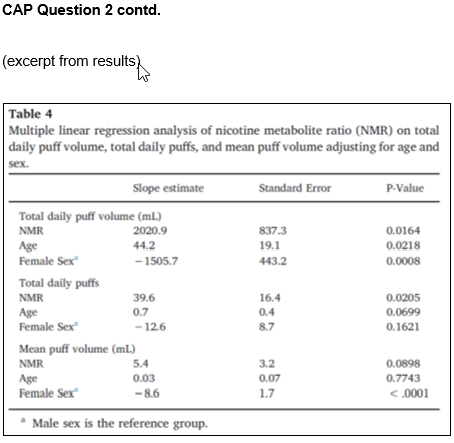 CAP Question 2 contd.
(excerpt from results)
Table 4
Multiple linear regression analysis of nicotine metabolite ratio (NMR) on total
daily puff volume, total daily puffs, and mean puff volume adjusting for age and
sex.
Slope estimate Standard Error P-Value
Total daily puff volume (mL)
NMR 2020.9 837.3 0.0164
Age 44.2 19.1 0.0218
Female Sexᵃ −1505.7 443.2 0.0008
Total daily puffs
NMR 39.6 16.4 0.0205
Age 0.7 0.4 0.0699
Female Sexᵃ −12.6 8.7 0.1621
Mean puff volume (mL)
NMR 5.4 3.2 0.0898
Age 0.03 0.07 0.7743
Female Sexᵃ −8.6 1.7 < .0001
ᵃ Male sex is the reference group.